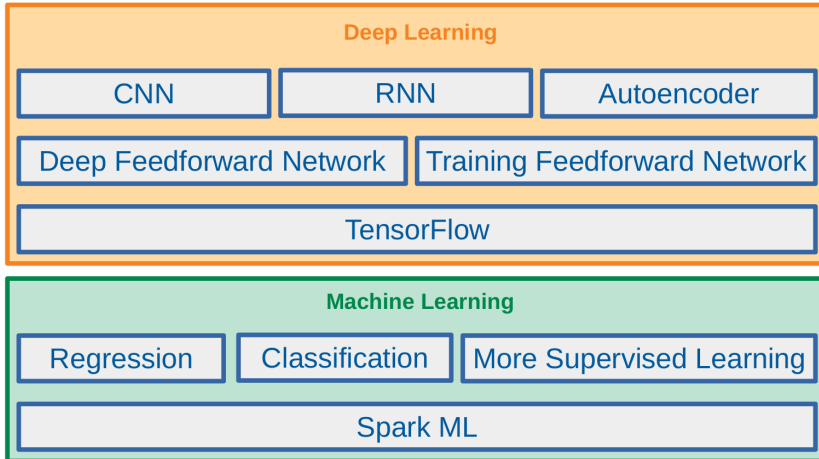 Deep Learning
CNN RNN Autoencoder
Deep Feedforward Network Training Feedforward Network
TensorFlow
Machine Learning
Regression Classification More Supervised Learning
Spark ML